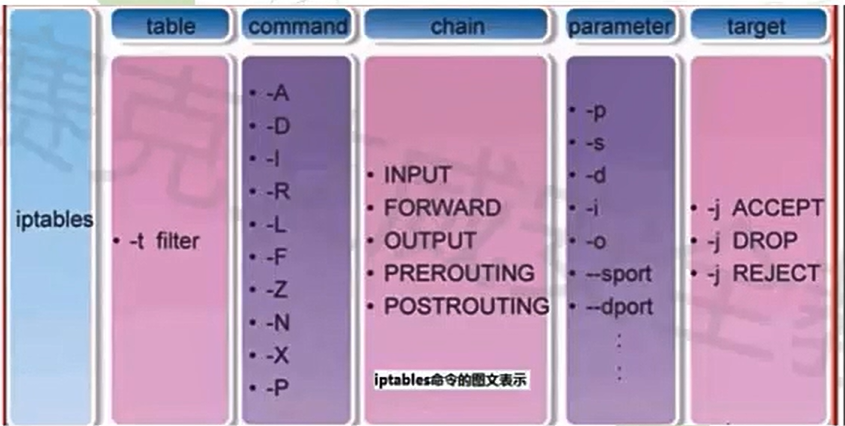 table command chain parameter target
iptables
• -t filter
• -A
• -D
• -I
• -R
• -L
• -F
• -Z
• -N
• -X
• -P
• INPUT
• FORWARD
• OUTPUT
• PREROUTING
• POSTROUTING
iptables命令的图文表示
• -p
• -s
• -d
• -i
• -o
• --sport
• --dport
:
:
• -j ACCEPT
• -j DROP
• -j REJECT